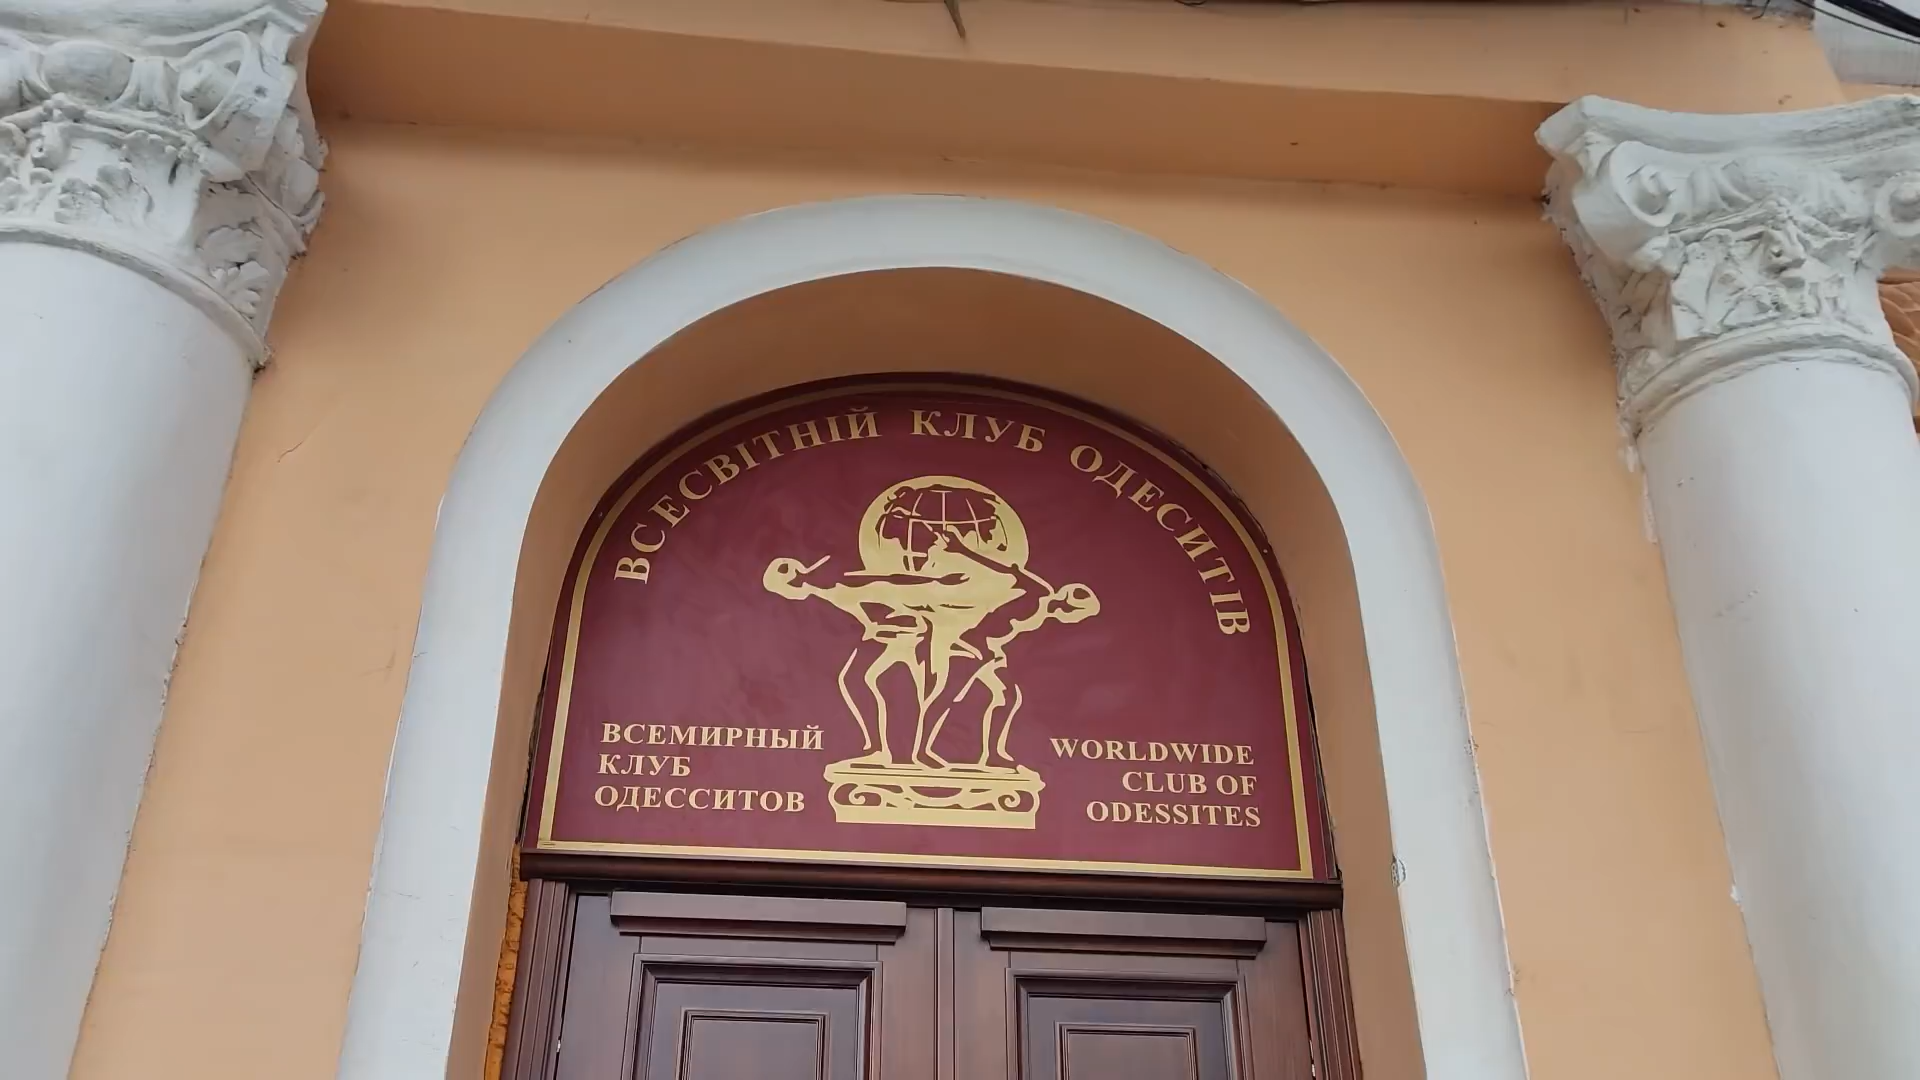 ВСЕСВІТНІЙ КЛУБ ОДЕСИТІВ
ВСЕМИРНЫЙ
КЛУБ
ОДЕССИТОВ
WORLDWIDE
CLUB OF
ODESSITES